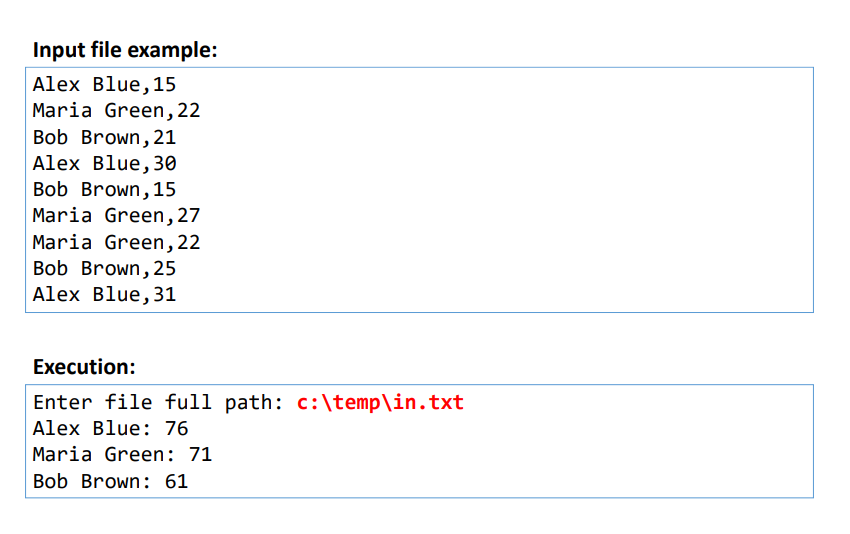 Input file example:
Alex Blue,15
Maria Green,22
Bob Brown,21
Alex Blue,30
Bob Brown,15
Maria Green,27
Maria Green,22
Bob Brown,25
Alex Blue,31
Execution:
Enter file full path: c:\temp\in.txt
Alex Blue: 76
Maria Green: 71
Bob Brown: 61